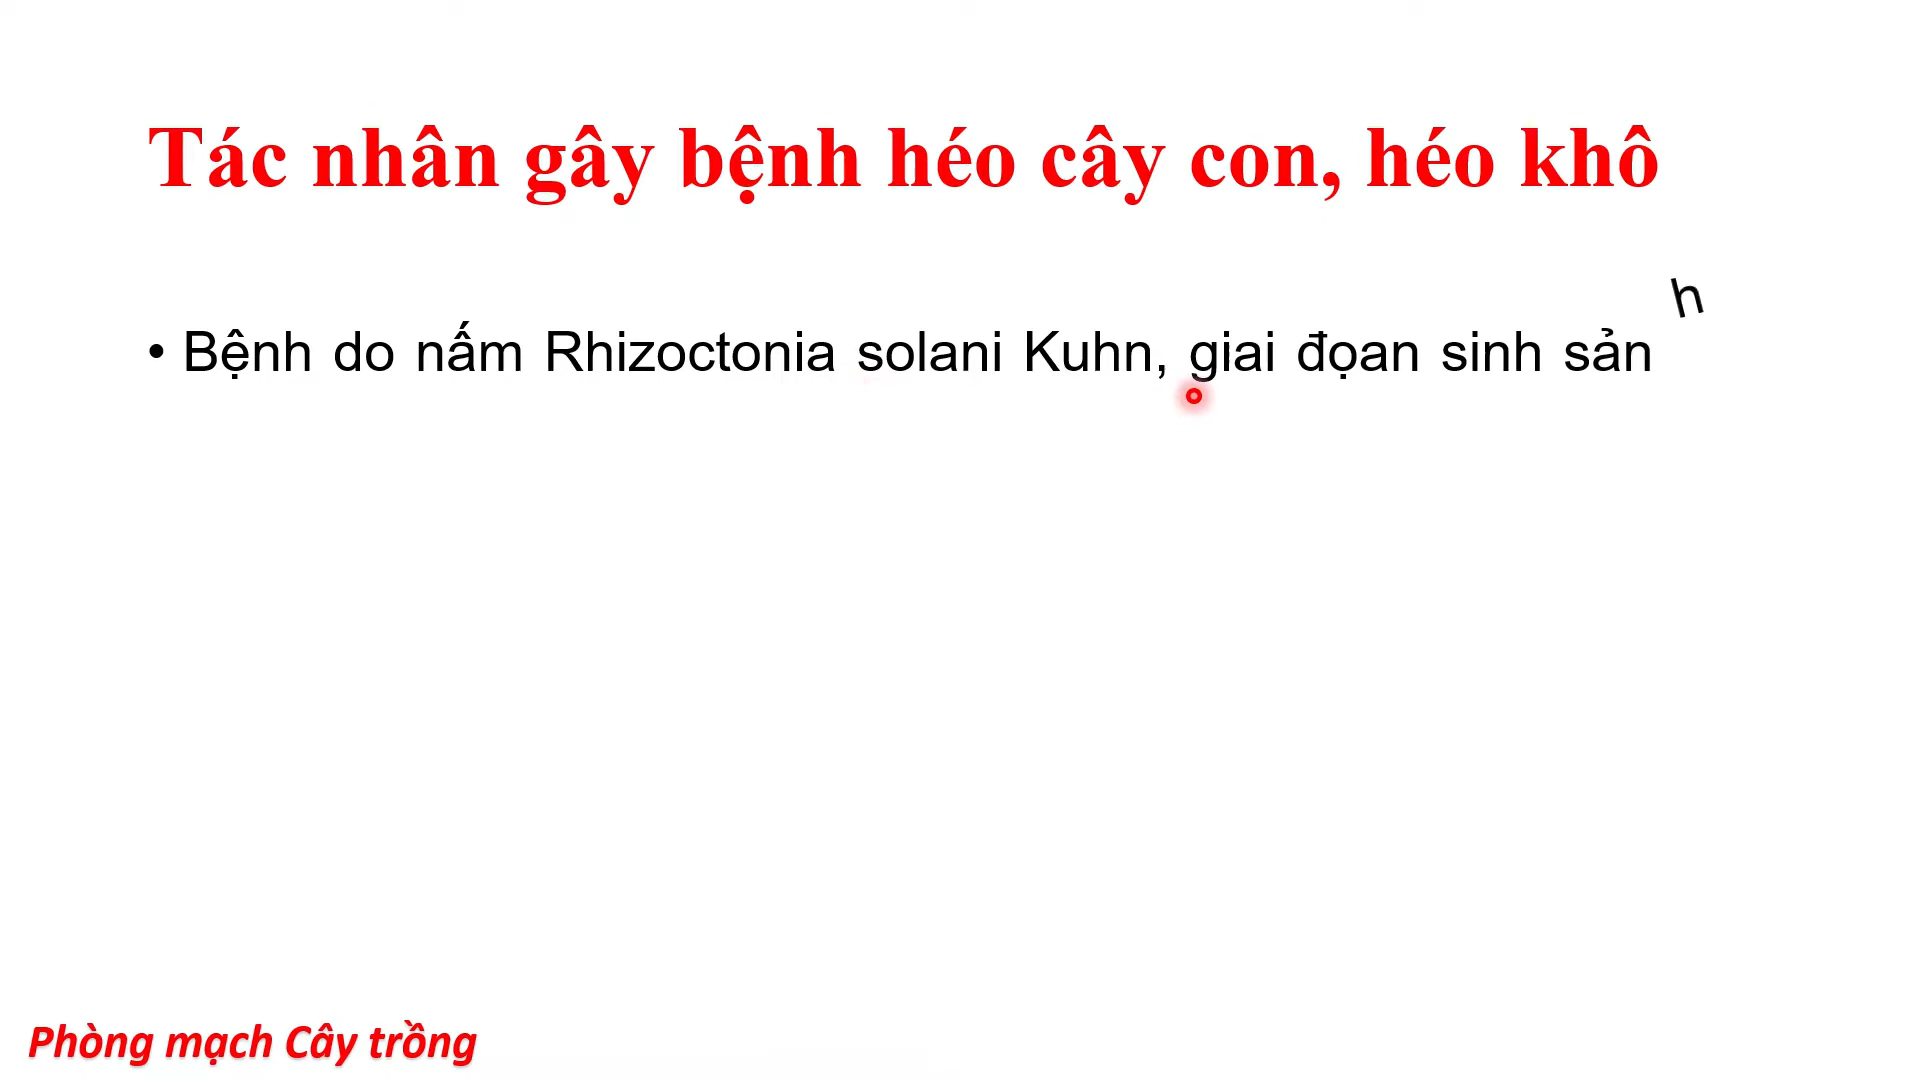 Tác nhân gây bệnh héo cây con, héo khô
• Bệnh do nấm Rhizoctonia solani Kuhn, giai đọan sinh sản h
Phòng mạch Cây trồng